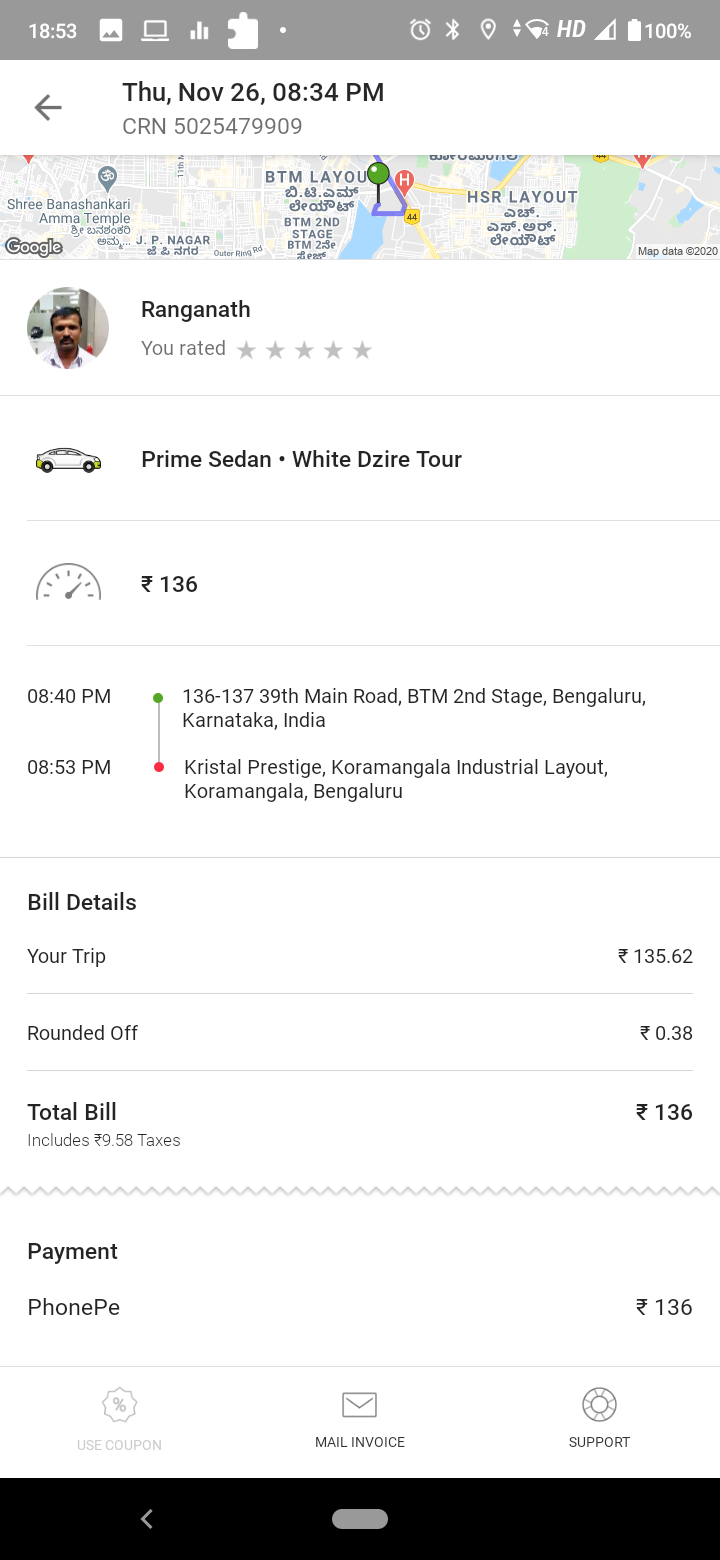 18:53
4 HD 100%
Thu, Nov 26, 08:34 PM
CRN 5025479909
11th M
BTM LAYOU
ಬಿ.ಟಿ.ಎಮ್
ಲೇಯೌಟ್
BTM 2ND
STAGE
BTM 2ನೇ
ಸ್ಟೇಜ್
H
44
44
HSR LAYOUT
ಎಚ್.
ಎಸ್.ಆರ್.
ಲೇಯೌಟ್
Shree Banashankari
Amma Temple
ಶ್ರೀ ಬನಶಂಕರಿ
ಅಮ್ಮ...
J. P. NAGAR
ಜೆ ಪಿ ನಗರ
Outer Ring Rd
Google
Map data ©2020
Ranganath
You rated
Prime Sedan • White Dzire Tour
₹ 136
08:40 PM
136-137 39th Main Road, BTM 2nd Stage, Bengaluru,
Karnataka, India
08:53 PM
Kristal Prestige, Koramangala Industrial Layout,
Koramangala, Bengaluru
Bill Details
Your Trip ₹ 135.62
Rounded Off ₹ 0.38
Total Bill ₹ 136
Includes ₹9.58 Taxes
Payment
PhonePe ₹ 136
%
USE COUPON
MAIL INVOICE
SUPPORT